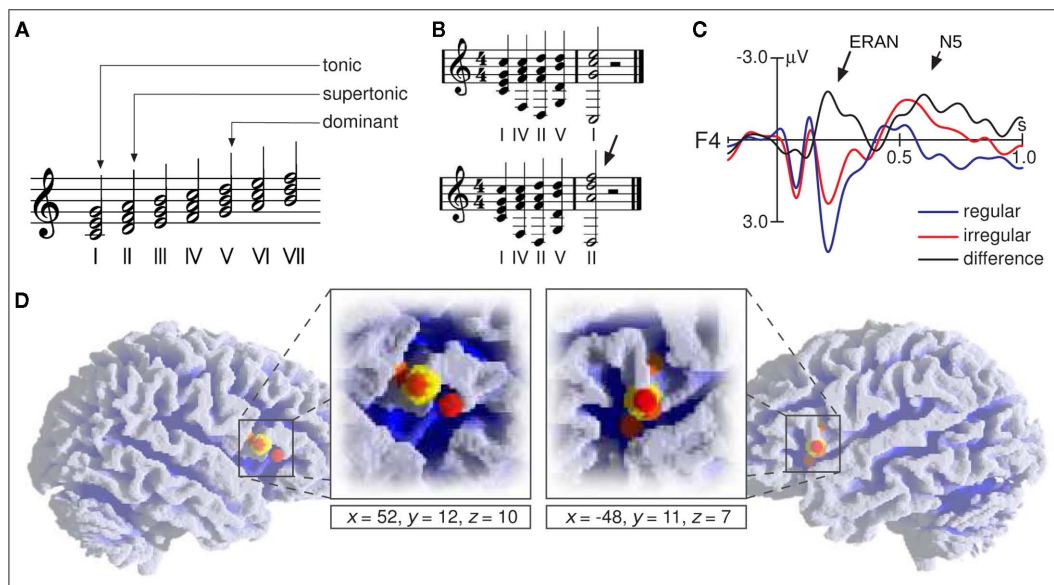 A
tonic
supertonic
dominant
I II III IV V VI VII
B
4
4
I IV II V I
4
4
I IV II V II
C
ERAN
N5
-3.0
μV
F4
s
0.5
1.0
3.0
regular
irregular
difference
D
x = 52, y = 12, z = 10
x = -48, y = 11, z = 7